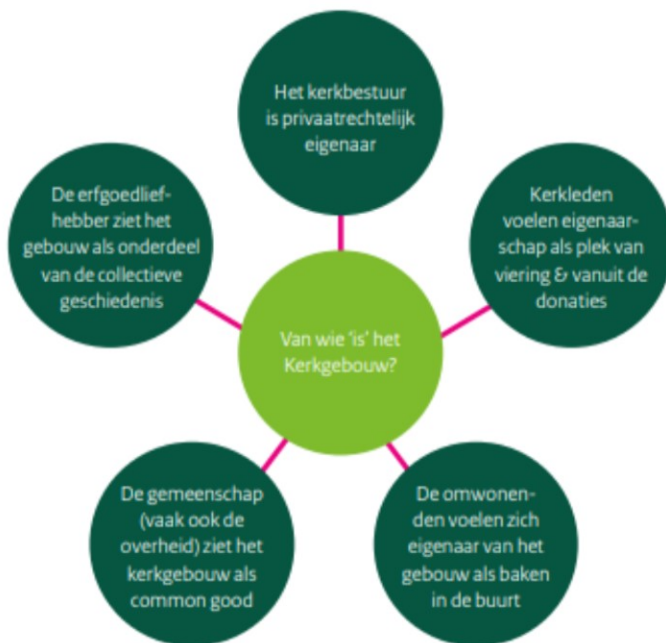 Het kerkbestuur
is privaatrechtelijk
eigenaar
De erfgoedlief-
hebber ziet het
gebouw als onderdeel
van de collectieve
geschiedenis
Kerkleden
voelen eigenaar-
schap als plek van
viering & vanuit de
donaties
Van wie ‘is’ het
Kerkgebouw?
De gemeenschap
(vaak ook de
overheid) ziet het
kerkgebouw als
common good
De omwonen-
den voelen zich
eigenaar van het
gebouw als baken
in de buurt